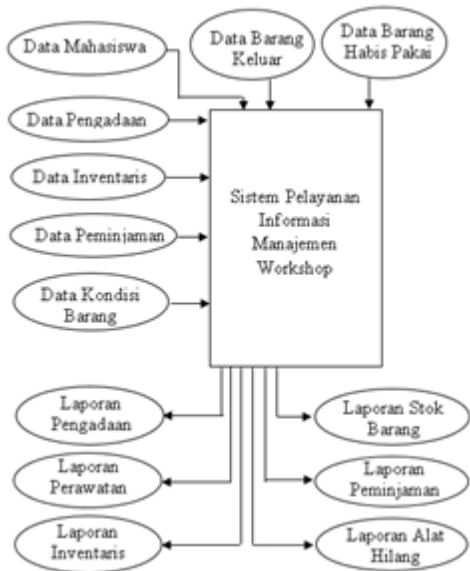 Data Mahasiswa
Data Barang
Keluar
Data Barang
Habis Pakai
Data Pengadaan
Data Inventaris
Data Peminjaman
Data Kondisi
Barang
Sistem Pelayanan
Informasi
Manajemen
Workshop
Laporan
Pengadaan
Laporan
Perawatan
Laporan
Inventaris
Laporan Stok
Barang
Laporan
Peminjaman
Laporan Alat
Hilang